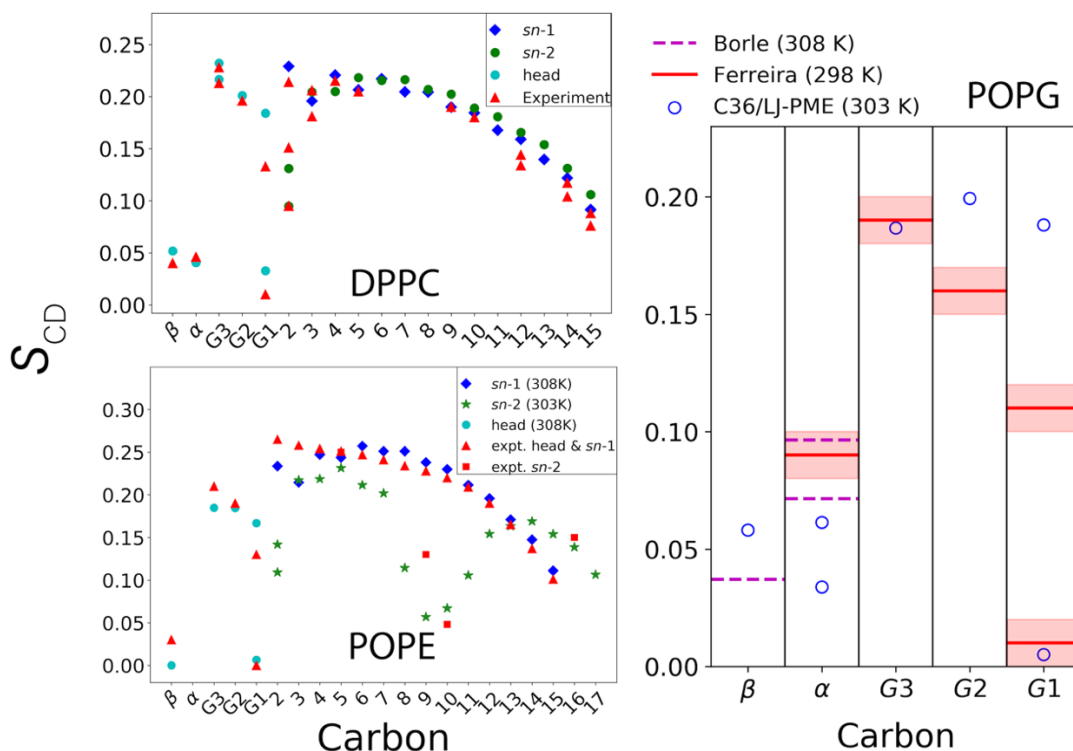 sn-1
sn-2
head
Experiment
0.25
0.20
0.15
0.10
0.05
0.00
DPPC
β α G3 G2 G1 2 3 4 5 6 7 8 9 10 11 12 13 14 15
S_CD
sn-1 (308K)
sn-2 (303K)
head (308K)
expt. head & sn-1
expt. sn-2
0.30
0.25
0.20
0.15
0.10
0.05
0.00
POPE
β α G3 G2 G1 2 3 4 5 6 7 8 9 10 11 12 13 14 15 16 17
Carbon
Borle (308 K)
Ferreira (298 K)
C36/LJ-PME (303 K)
POPG
0.20
0.15
0.10
0.05
0.00
β α G3 G2 G1
Carbon